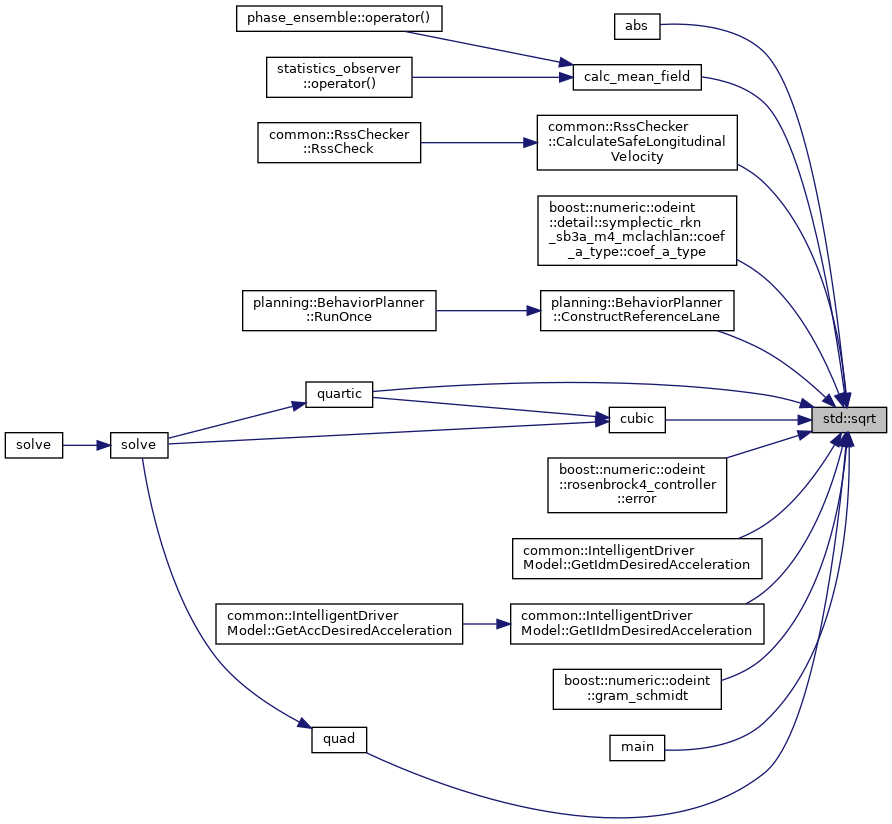 phase_ensemble::operator()
abs
statistics_observer
::operator()
calc_mean_field
common::RssChecker
::RssCheck
common::RssChecker
::CalculateSafeLongitudinal
Velocity
boost::numeric::odeint
::detail::symplectic_rkn
_sb3a_m4_mclachlan::coef
_a_type::coef_a_type
planning::BehaviorPlanner
::RunOnce
planning::BehaviorPlanner
::ConstructReferenceLane
quartic
cubic
std::sqrt
solve
solve
boost::numeric::odeint
::rosenbrock4_controller
::error
common::IntelligentDriver
Model::GetIdmDesiredAcceleration
common::IntelligentDriver
Model::GetAccDesiredAcceleration
common::IntelligentDriver
Model::GetIIdmDesiredAcceleration
boost::numeric::odeint
::gram_schmidt
quad
main